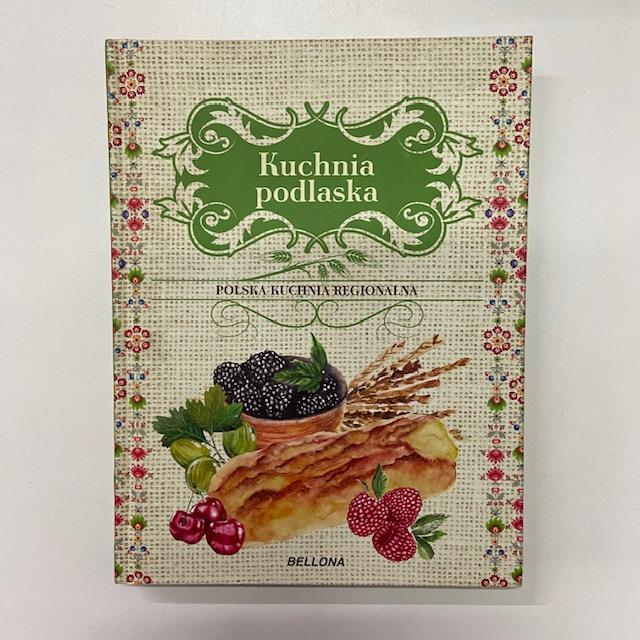 Kuchnia
podlaska
POLSKA KUCHNIA REGIONALNA
BELLONA